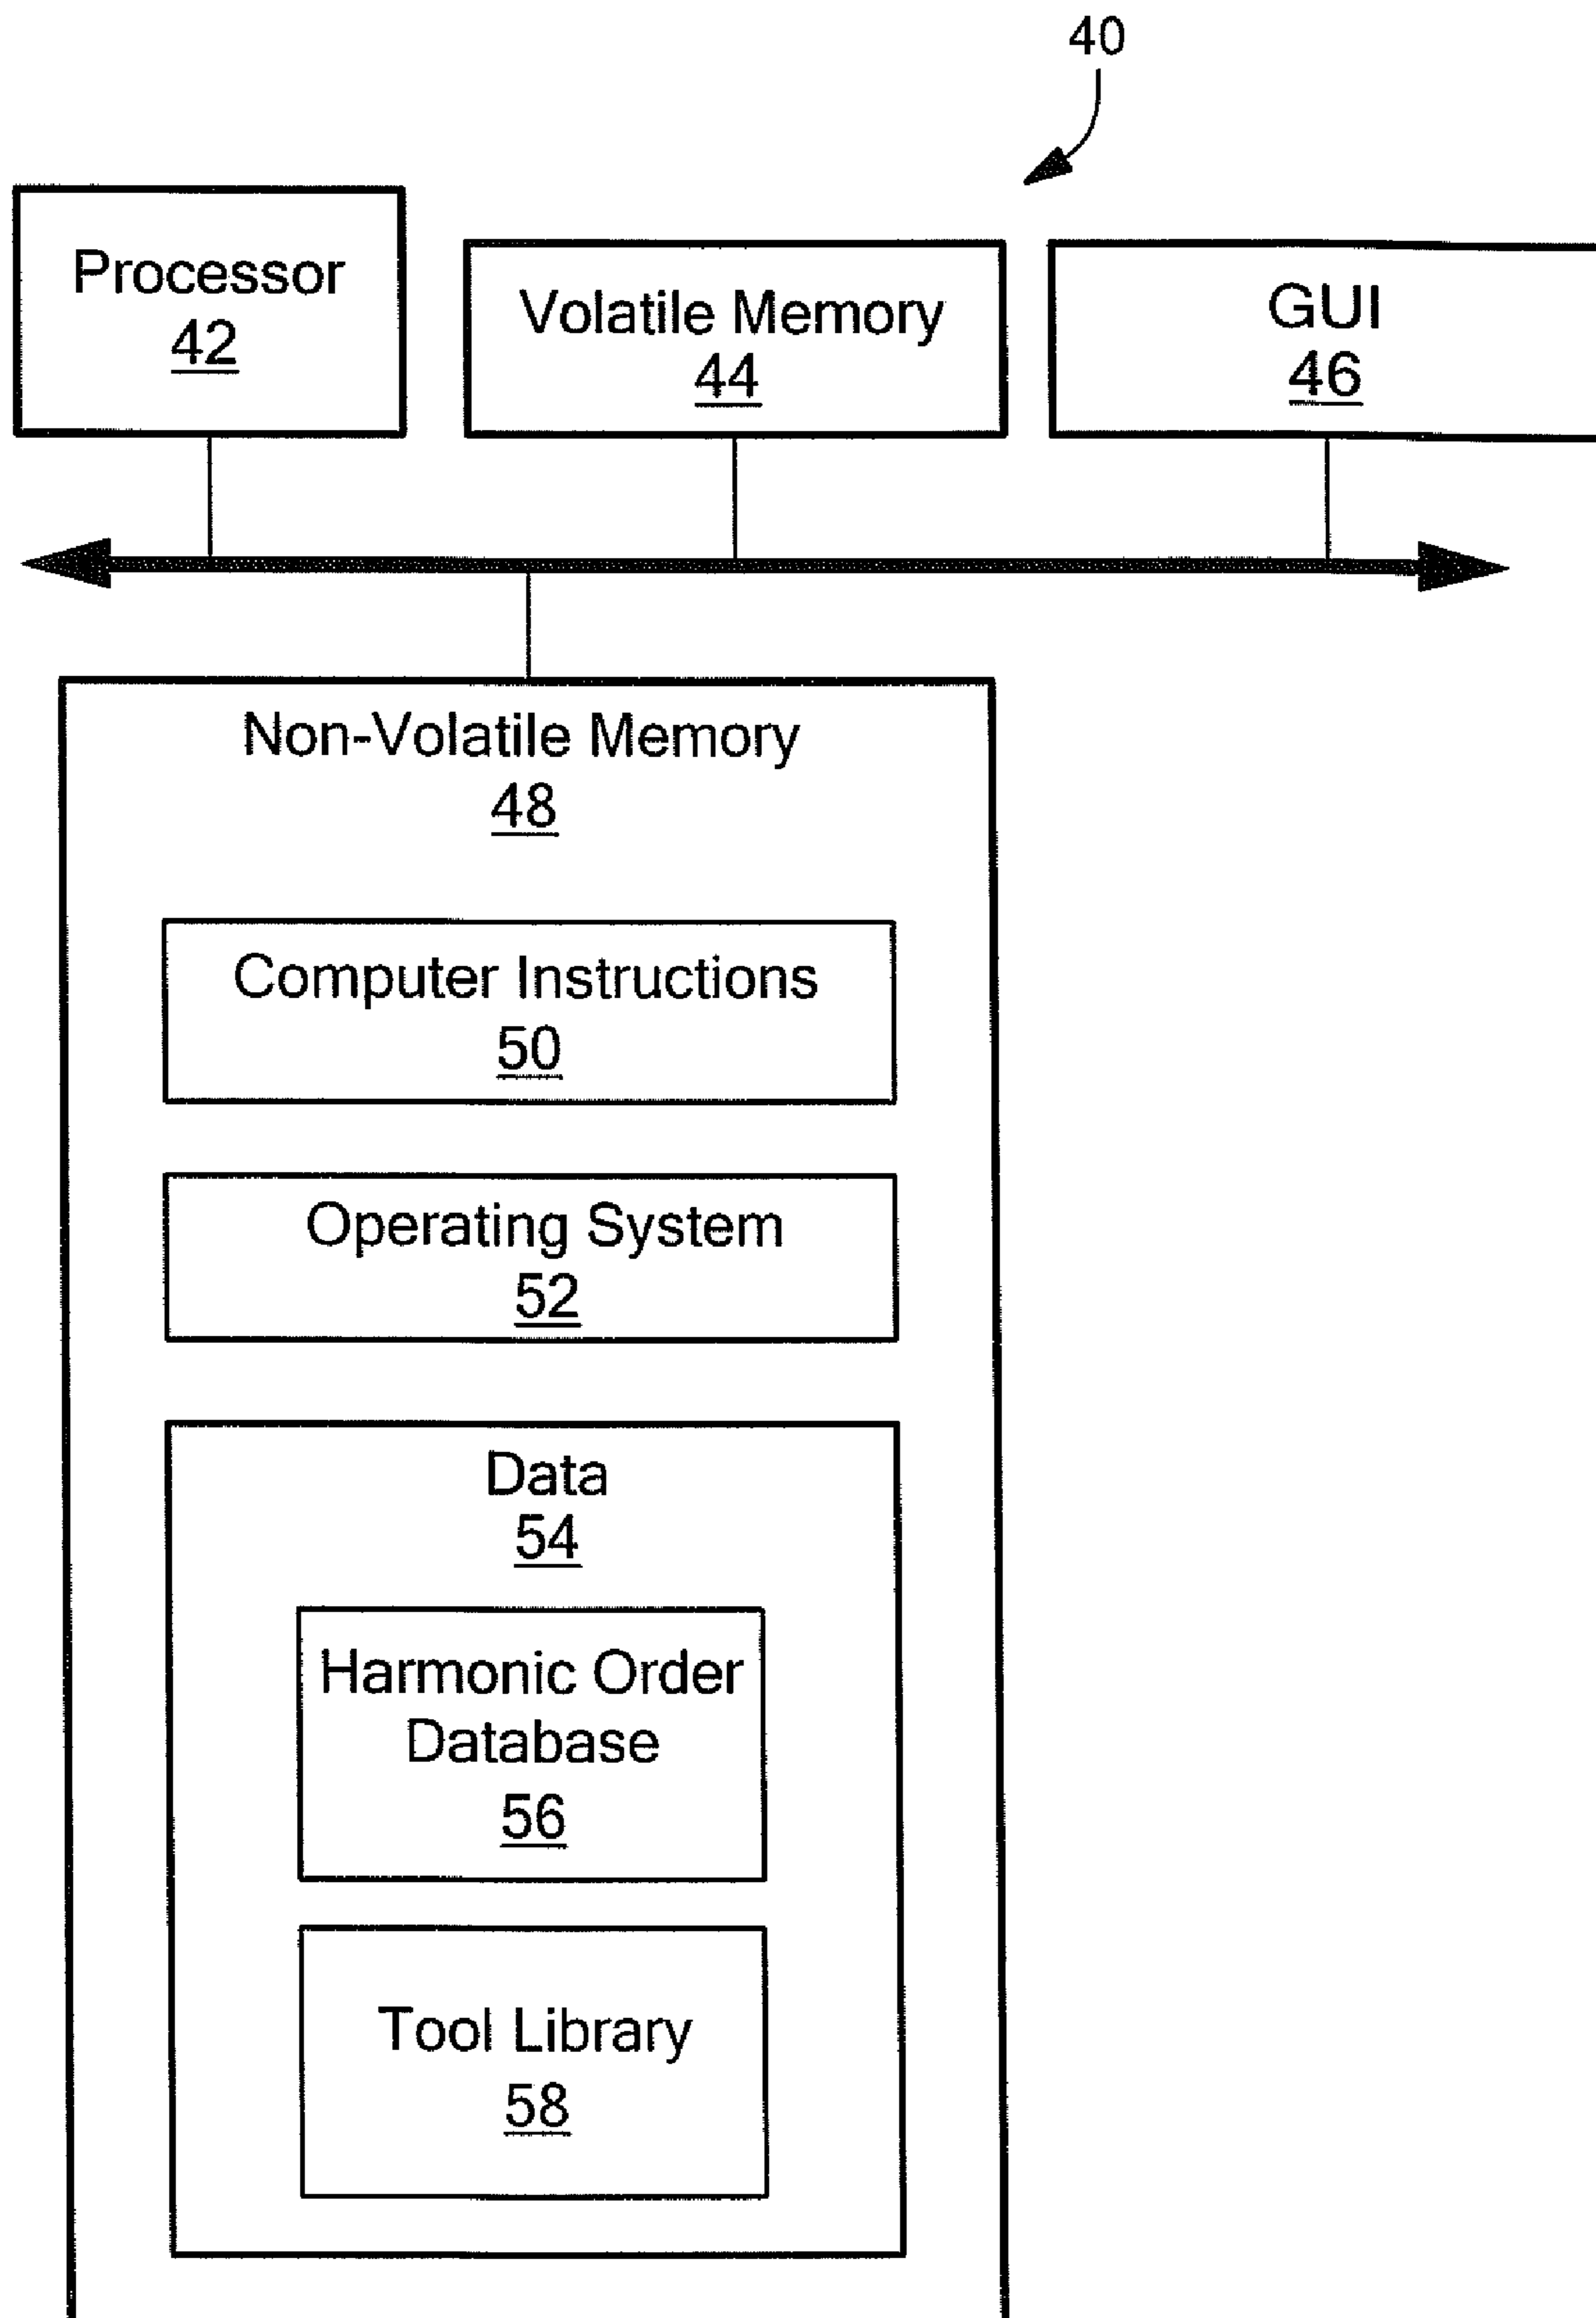 40
Processor
42
Volatile Memory
44
GUI
46
Non-Volatile Memory
48
Computer Instructions
50
Operating System
52
Data
54
Harmonic Order
Database
56
Tool Library
58